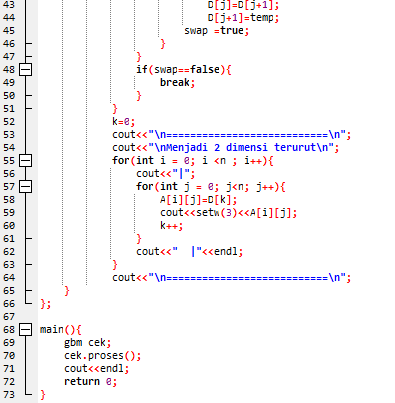 43 D[j]=D[j+1];
44 D[j+1]=temp;
45 swap =true;
46 }
47 }
48 if(swap==false){
49 break;
50 }
51 }
52 k=0;
53 cout<<"\n===========================\n";
54 cout<<"\nMenjadi 2 dimensi terurut\n";
55 for(int i = 0; i <n ; i++){
56 cout<<"|";
57 for(int j = 0; j<n; j++){
58 A[i][j]=D[k];
59 cout<<setw(3)<<A[i][j];
60 k++;
61 }
62 cout<<"  |"<<endl;
63 }
64 cout<<"\n===========================\n";
65 }
66 };
67
68 main(){
69 gbm cek;
70 cek.proses();
71 cout<<endl;
72 return 0;
73 }